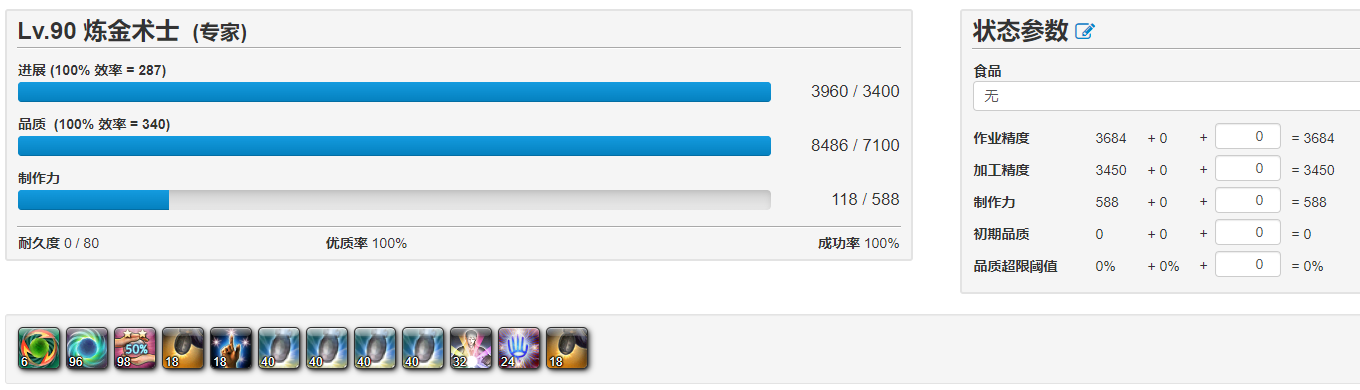 Lv.90 炼金术士 (专家)
进展 (100% 效率 = 287)
3960 / 3400
品质 (100% 效率 = 340)
8486 / 7100
制作力
118 / 588
耐久度 0 / 80 优质率 100% 成功率 100%
状态参数
食品
无
作业精度 3684 + 0 + 0 = 3684
加工精度 3450 + 0 + 0 = 3450
制作力 588 + 0 + 0 = 588
初期品质 0 + 0 + 0 = 0
品质超限阈值 0% + 0% + 0 = 0%
6 96 50% 98 18 18 40 40 40 40 32 24 18